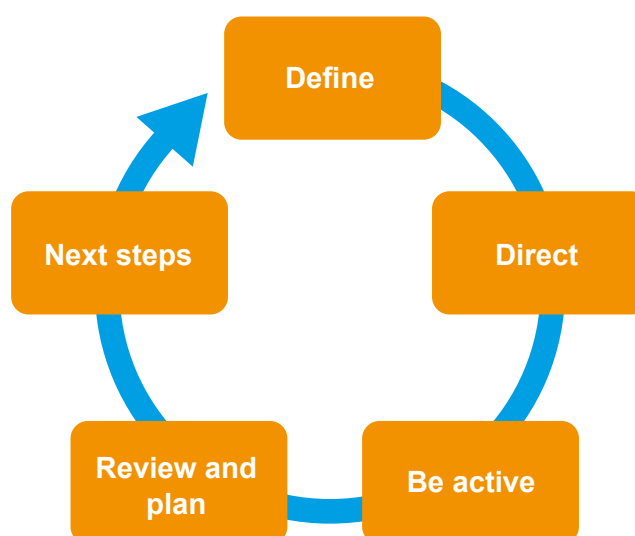 Define
Direct
Be active
Review and
plan
Next steps